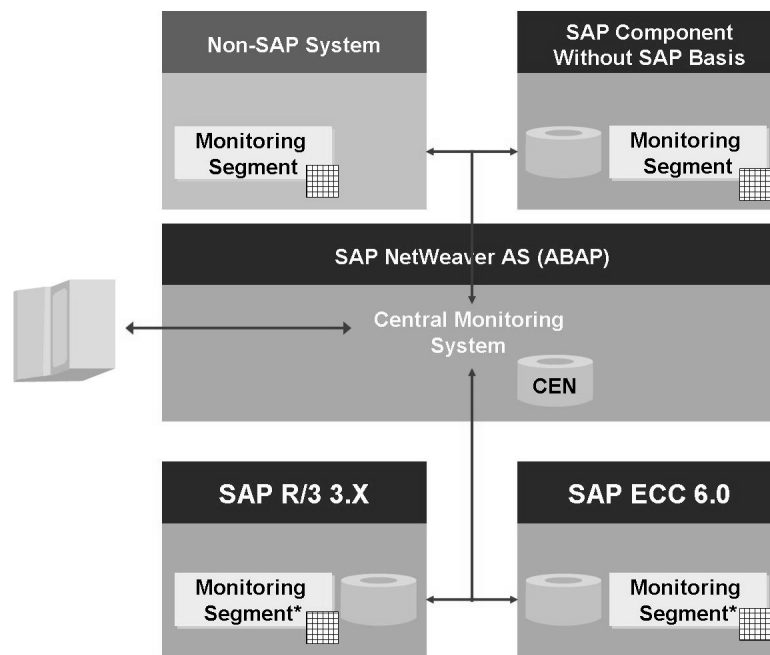 Non-SAP System
SAP Component
Without SAP Basis
Monitoring
Segment
Monitoring
Segment
SAP NetWeaver AS (ABAP)
Central Monitoring
System
CEN
SAP R/3 3.X
SAP ECC 6.0
Monitoring
Segment*
Monitoring
Segment*